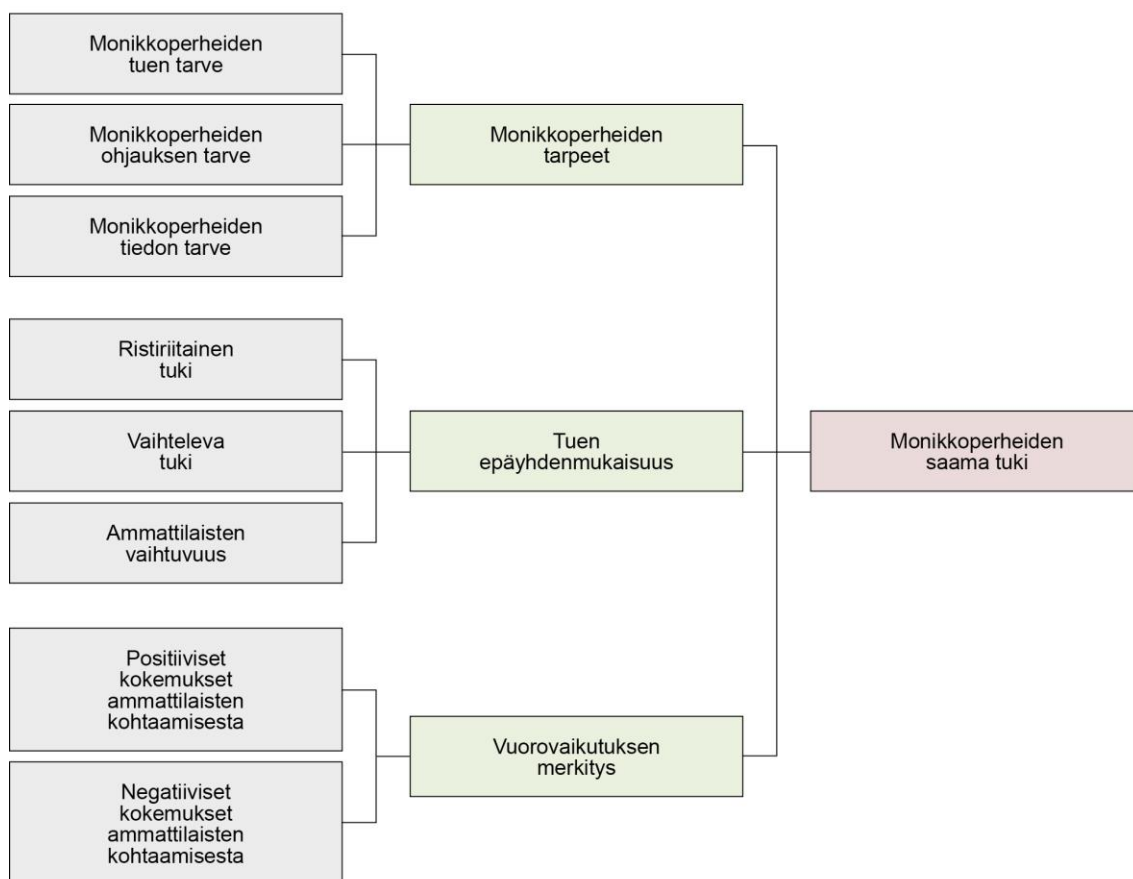 Monikkoperheiden
tuen tarve
Monikkoperheiden
ohjauksen tarve
Monikkoperheiden
tiedon tarve
Monikkoperheiden
tarpeet
Ristiriitainen
tuki
Vaihteleva
tuki
Ammattilaisten
vaihtuvuus
Tuen
epäyhdenmukaisuus
Monikkoperheiden
saama tuki
Positiiviset
kokemukset
ammattilaisten
kohtaamisesta
Negatiiviset
kokemukset
ammattilaisten
kohtaamisesta
Vuorovaikutuksen
merkitys